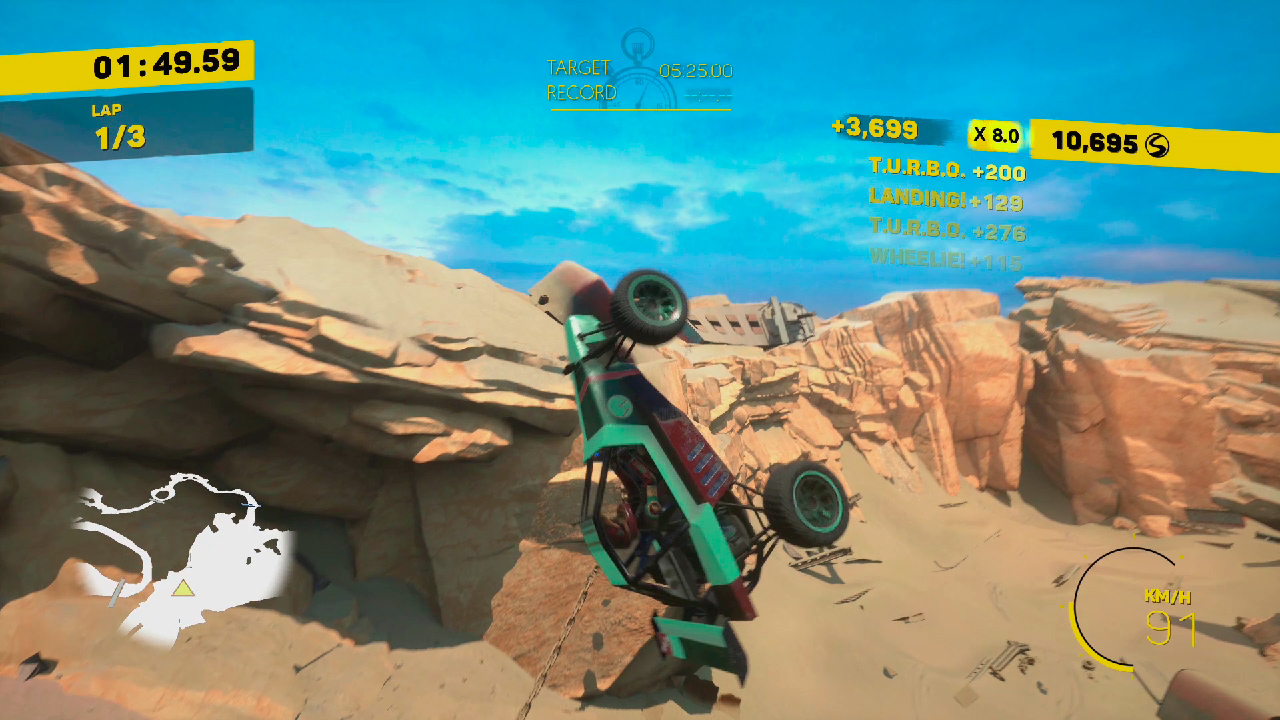 01:49.59
LAP
1/3
TARGET 05:25.00
RECORD --:--.--
+3,699 X 8.0 10,695
T.U.R.B.O. +200
LANDING! +129
T.U.R.B.O. +276
WHEELIE! +115
KM/H
91